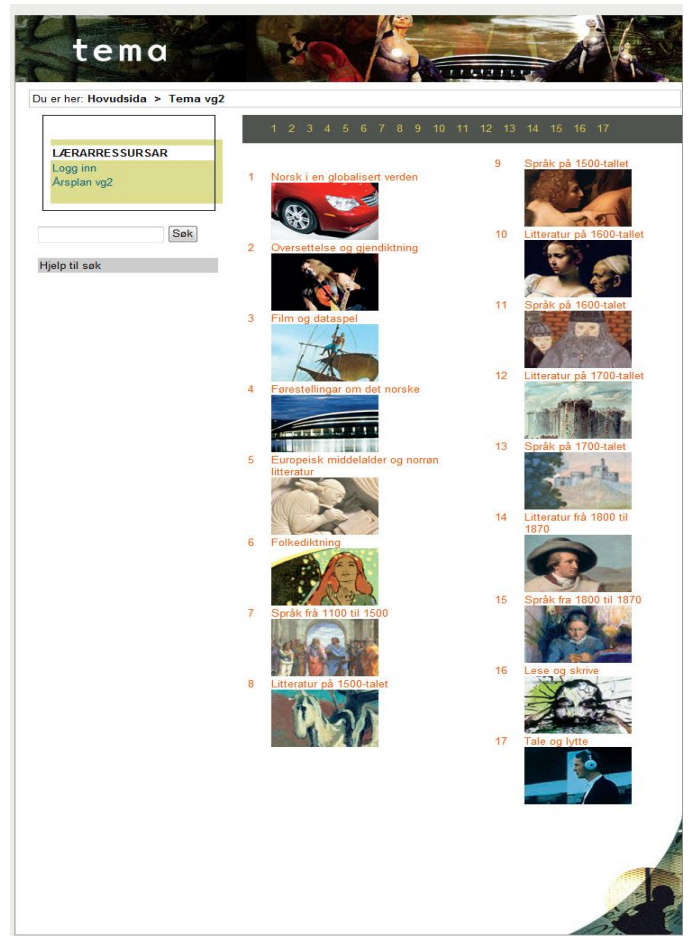 tema
Du er her: Hovudsida > Tema vg2
LÆRARRESSURSAR
Logg inn
Årsplan vg2
Søk
Hjelp til søk
1 2 3 4 5 6 7 8 9 10 11 12 13 14 15 16 17
1 Norsk i en globalisert verden
2 Oversettelse og gjendiktning
3 Film og dataspel
4 Førestellingar om det norske
5 Europeisk middelalder og norrøn
litteratur
6 Folkediktning
7 Språk frå 1100 til 1500
8 Litteratur på 1500-talet
9 Språk på 1500-tallet
10 Litteratur på 1600-tallet
11 Språk på 1600-talet
12 Litteratur på 1700-tallet
13 Språk på 1700-talet
14 Litteratur frå 1800 til
1870
15 Språk fra 1800 til 1870
16 Lese og skrive
17 Tale og lytte